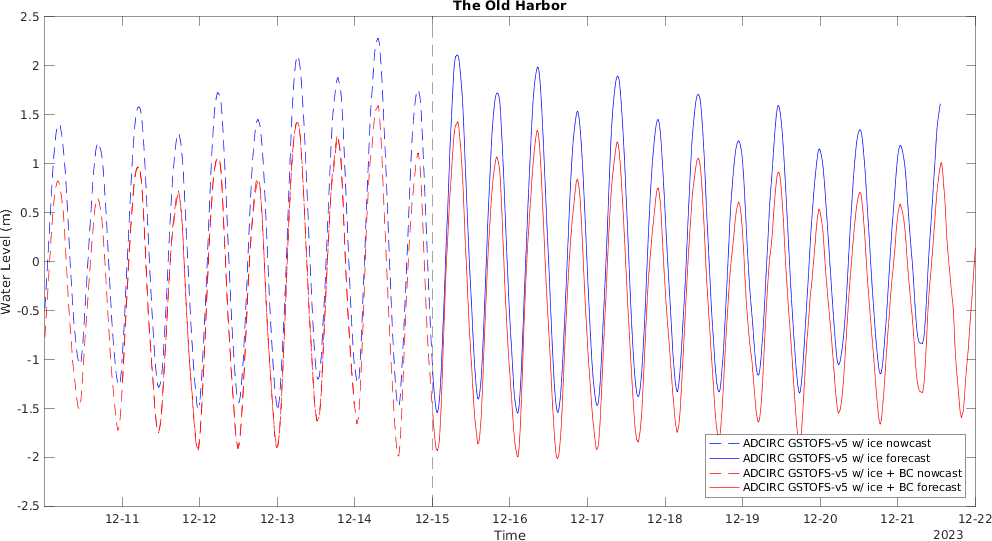 The Old Harbor
2.5
2
1.5
1
0.5
0
-0.5
-1
-1.5
-2
-2.5
Water Level (m)
ADCIRC GSTOFS-v5 w/ ice nowcast
ADCIRC GSTOFS-v5 w/ ice forecast
ADCIRC GSTOFS-v5 w/ ice + BC nowcast
ADCIRC GSTOFS-v5 w/ ice + BC forecast
12-11 12-12 12-13 12-14 12-15 12-16 12-17 12-18 12-19 12-20 12-21 12-22
Time
2023